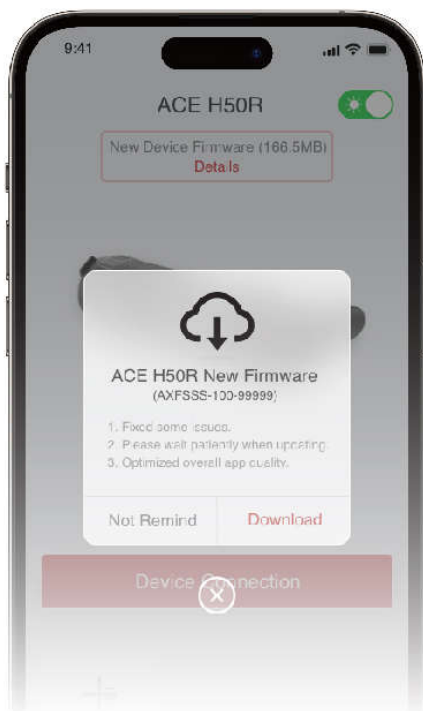 9:41
ACE H50R
New Device Firmware (166.5MB)
Details
ACE H50R New Firmware
(AXFSSS-100-99999)
1. Fixed some issues.
2. Please wait patiently when updating.
3. Optimized overall app quality.
Not Remind
Download
Device Connection